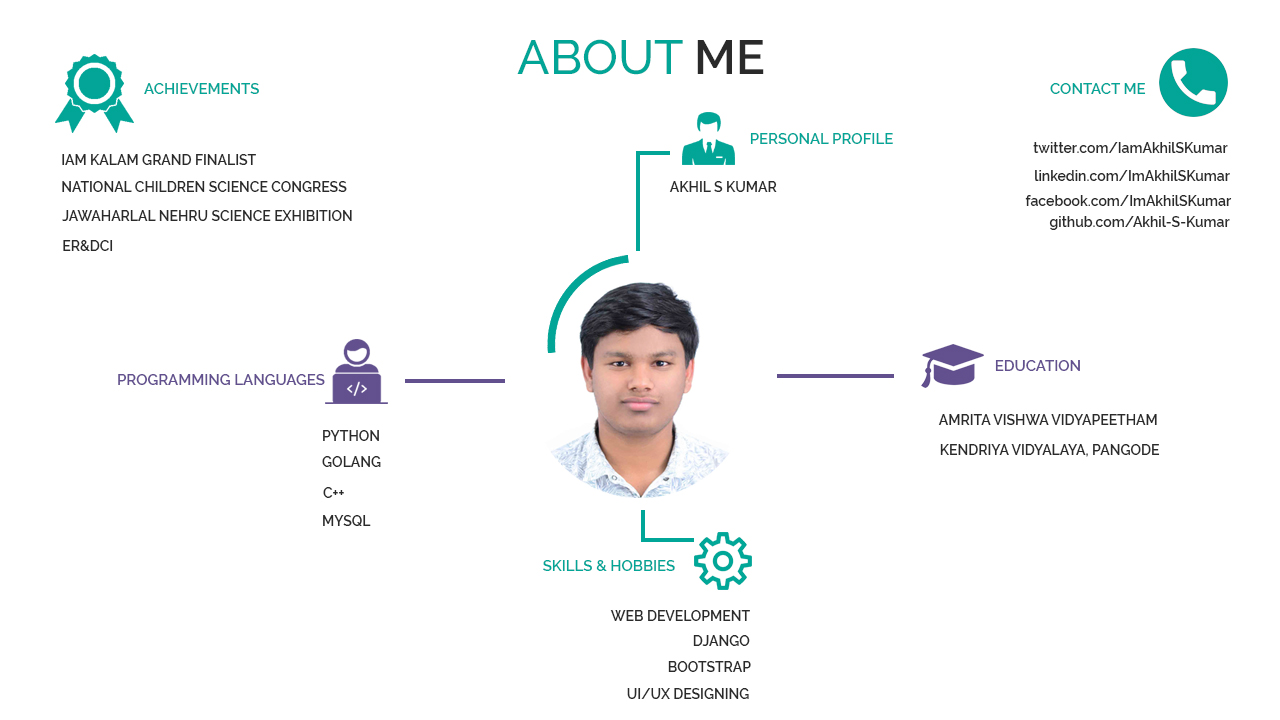 ABOUT ME
ACHIEVEMENTS
IAM KALAM GRAND FINALIST
NATIONAL CHILDREN SCIENCE CONGRESS
JAWAHARLAL NEHRU SCIENCE EXHIBITION
ER&DCI
PERSONAL PROFILE
AKHIL S KUMAR
CONTACT ME
twitter.com/IamAkhilSKumar
linkedin.com/ImAkhilSKumar
facebook.com/ImAkhilSKumar
github.com/Akhil-S-Kumar
PROGRAMMING LANGUAGES
</>
PYTHON
GOLANG
C++
MYSQL
EDUCATION
AMRITA VISHWA VIDYAPEETHAM
KENDRIYA VIDYALAYA, PANGODE
SKILLS & HOBBIES
WEB DEVELOPMENT
DJANGO
BOOTSTRAP
UI/UX DESIGNING